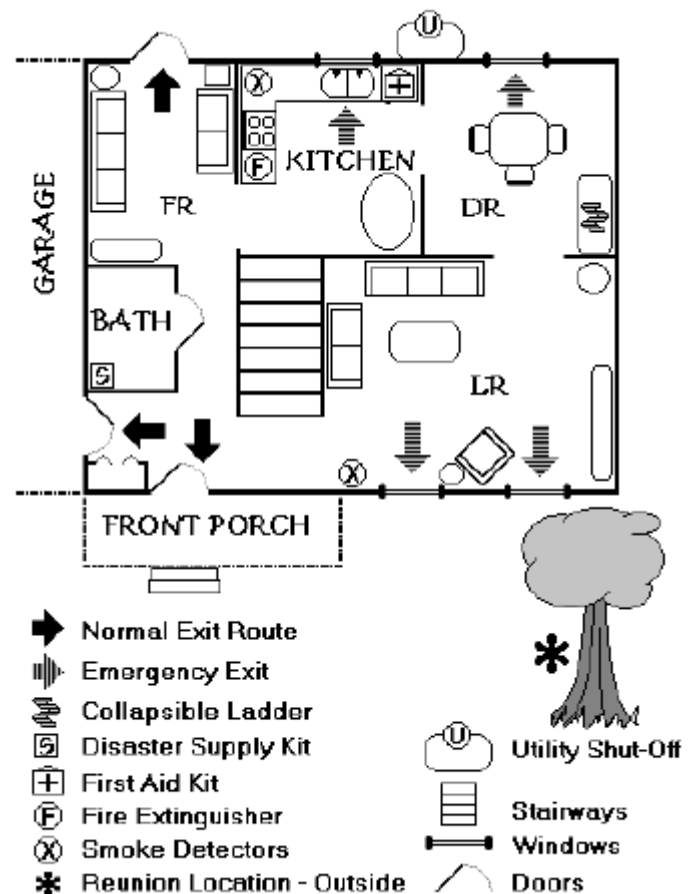 U
X
KITCHEN
F
FR
DR
GARAGE
BATH
S
LR
X
FRONT PORCH
Normal Exit Route
Emergency Exit
Collapsible Ladder
S Disaster Supply Kit
First Aid Kit
F Fire Extinguisher
X Smoke Detectors
Reunion Location - Outside
U Utility Shut-Off
Stairways
Windows
Doors